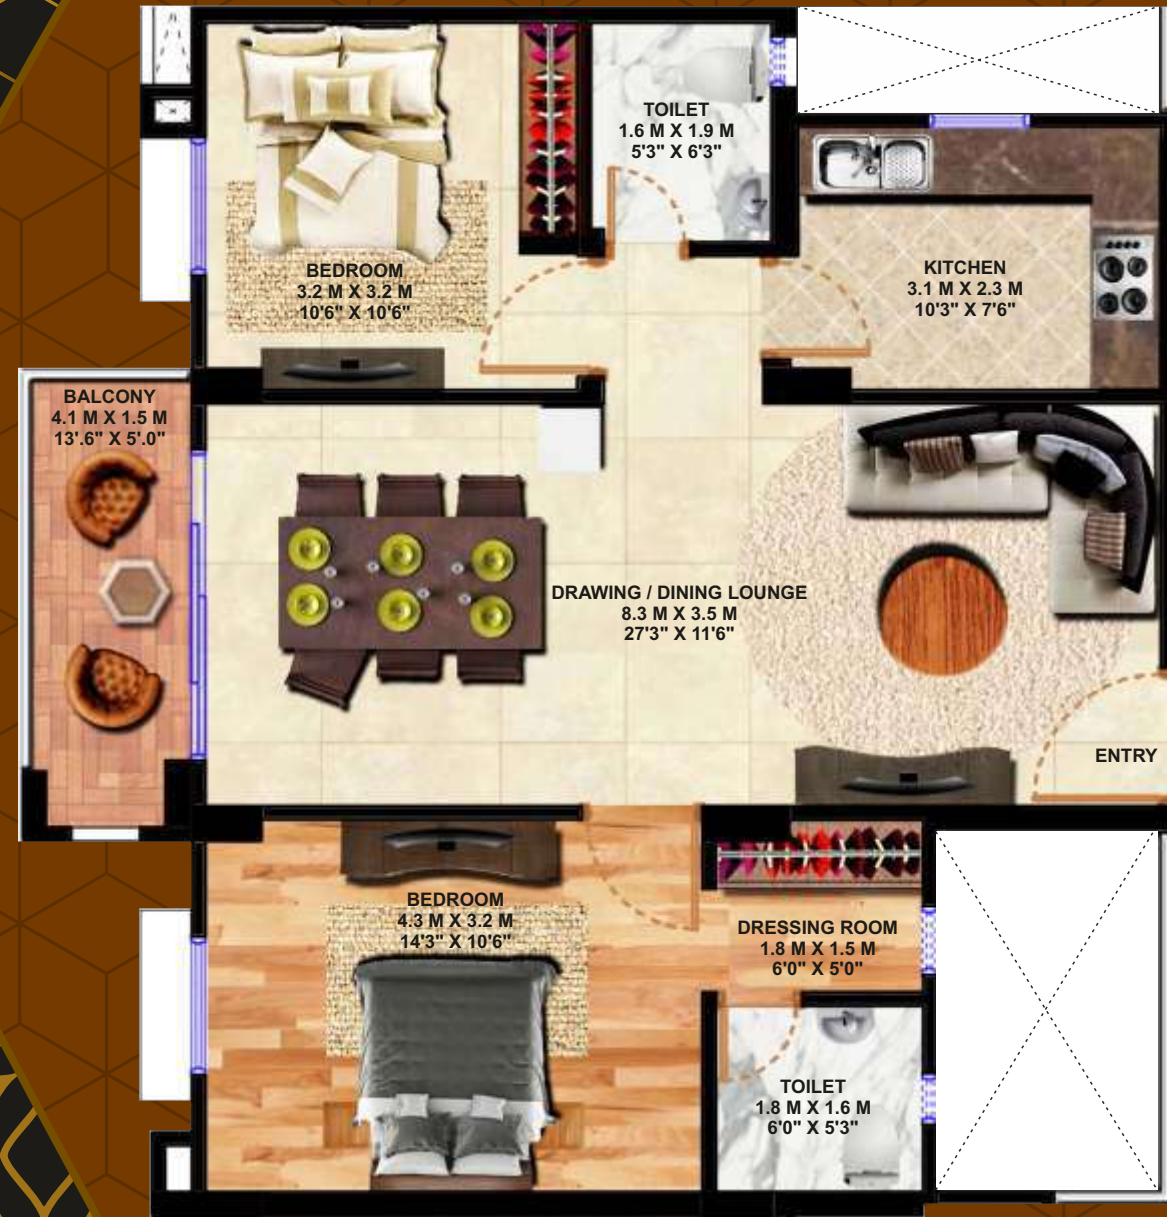 TOILET
1.6 M X 1.9 M
5'3" X 6'3"
BEDROOM
3.2 M X 3.2 M
10'6" X 10'6"
KITCHEN
3.1 M X 2.3 M
10'3" X 7'6"
BALCONY
4.1 M X 1.5 M
13'.6" X 5'.0"
DRAWING / DINING LOUNGE
8.3 M X 3.5 M
27'3" X 11'6"
ENTRY
BEDROOM
4.3 M X 3.2 M
14'3" X 10'6"
DRESSING ROOM
1.8 M X 1.5 M
6'0" X 5'0"
TOILET
1.8 M X 1.6 M
6'0" X 5'3"